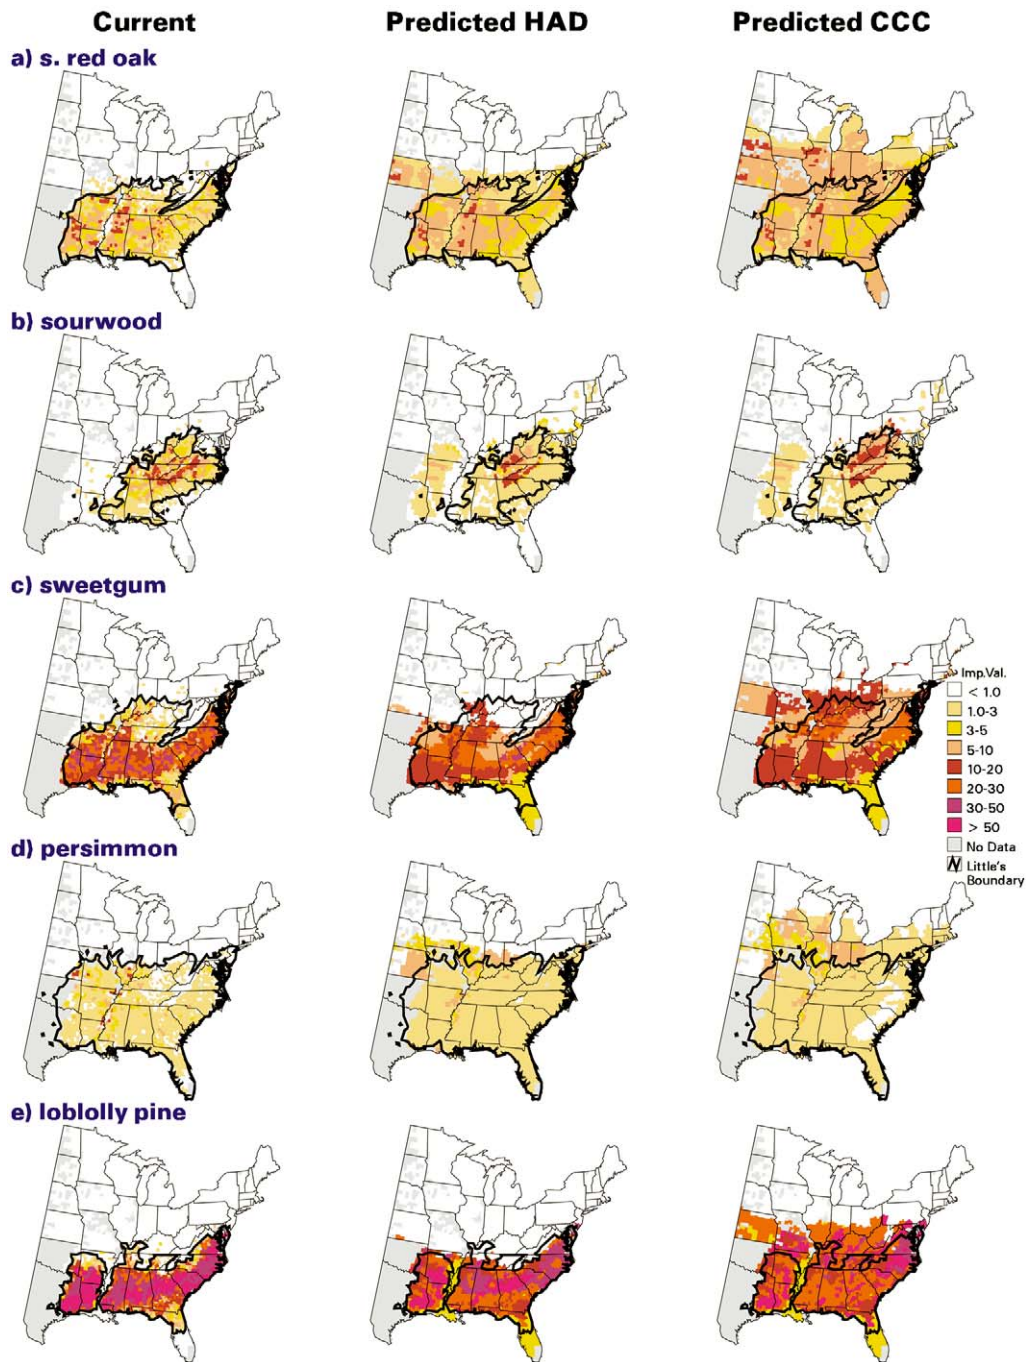 Current Predicted HAD Predicted CCC
a) s. red oak
b) sourwood
c) sweetgum
Imp.Val.
< 1.0
1.0-3
3-5
5-10
10-20
20-30
30-50
> 50
No Data
Little's
Boundary
d) persimmon
e) loblolly pine